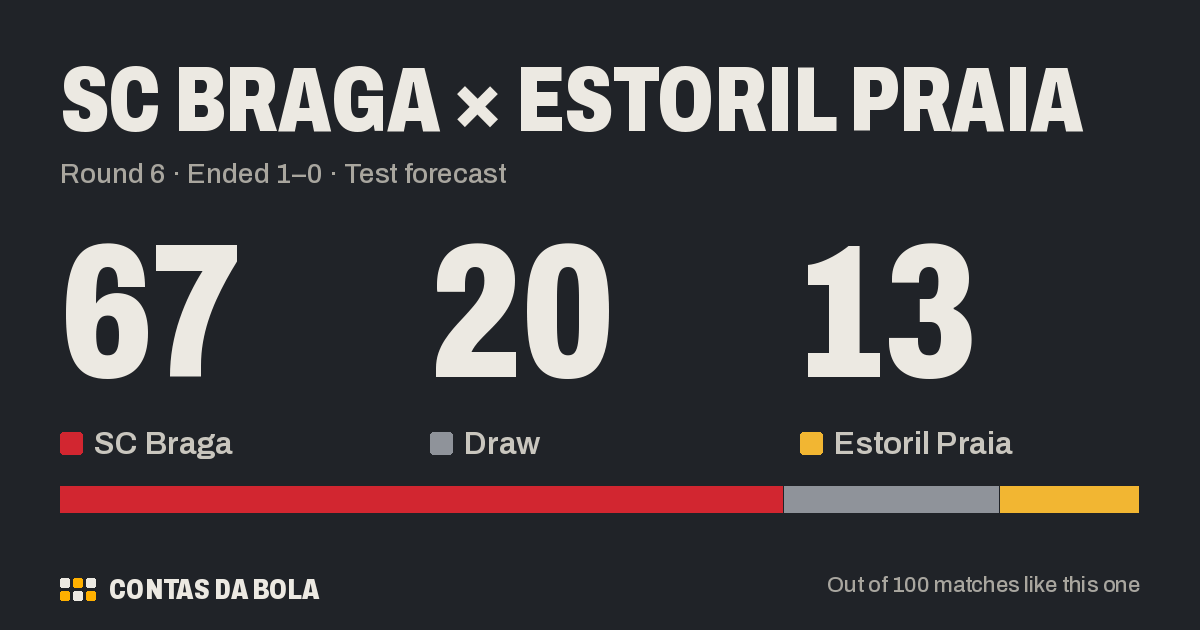 SC BRAGA × ESTORIL PRAIA
Round 6 · Ended 1–0 · Test forecast
67 20 13
SC Braga Draw Estoril Praia
CONTAS DA BOLA
Out of 100 matches like this one